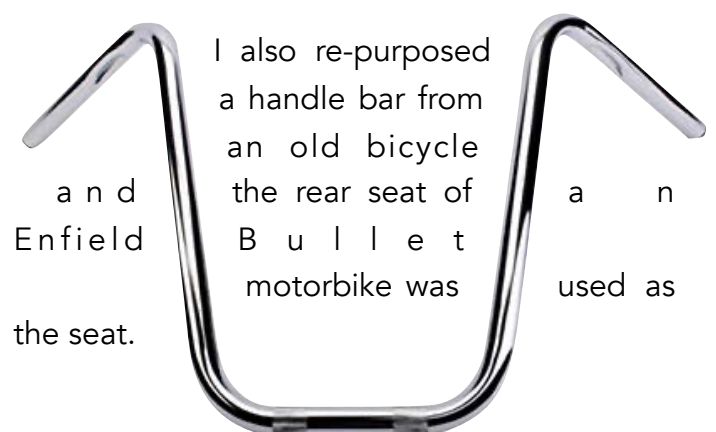 I also re-purposed
a handle bar from
an old bicycle
and the rear seat of an
Enfield Bullet
motorbike was used as
the seat.